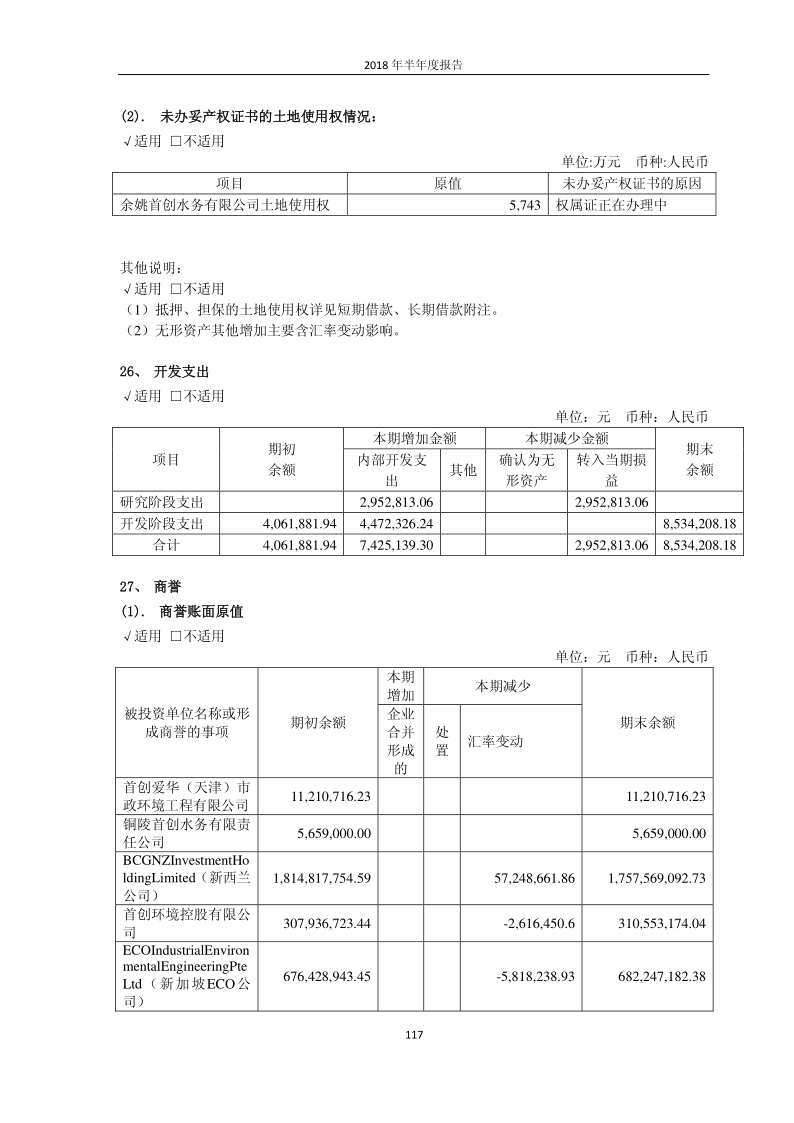 2018 年半年度报告
(2). 未办妥产权证书的土地使用权情况：
√适用 □不适用
单位:万元 币种:人民币
项目 原值 未办妥产权证书的原因
余姚首创水务有限公司土地使用权 5,743 权属证正在办理中
其他说明：
√适用 □不适用
（1）抵押、担保的土地使用权详见短期借款、长期借款附注。
（2）无形资产其他增加主要含汇率变动影响。
26、 开发支出
√适用 □不适用
单位：元 币种：人民币
项目 期初 本期增加金额 本期减少金额 期末
余额 内部开发支 其他 确认为无 转入当期损 余额
出 形资产 益
研究阶段支出 2,952,813.06 2,952,813.06
开发阶段支出 4,061,881.94 4,472,326.24 8,534,208.18
合计 4,061,881.94 7,425,139.30 2,952,813.06 8,534,208.18
27、 商誉
(1). 商誉账面原值
√适用 □不适用
单位：元 币种：人民币
被投资单位名称或形
成商誉的事项
期初余额
本期
增加
本期减少
期末余额
企业
合并
形成
的
处
置
汇率变动
首创爱华（天津）市
政环境工程有限公司 11,210,716.23 11,210,716.23
铜陵首创水务有限责
任公司 5,659,000.00 5,659,000.00
BCGNZInvestmentHo
ldingLimited（新西兰 1,814,817,754.59 57,248,661.86 1,757,569,092.73
公司）
首创环境控股有限公
司 307,936,723.44 -2,616,450.6 310,553,174.04
ECOIndustrialEnviron
mentalEngineeringPte
Ltd（新加坡ECO公 676,428,943.45 -5,818,238.93 682,247,182.38
司）
117